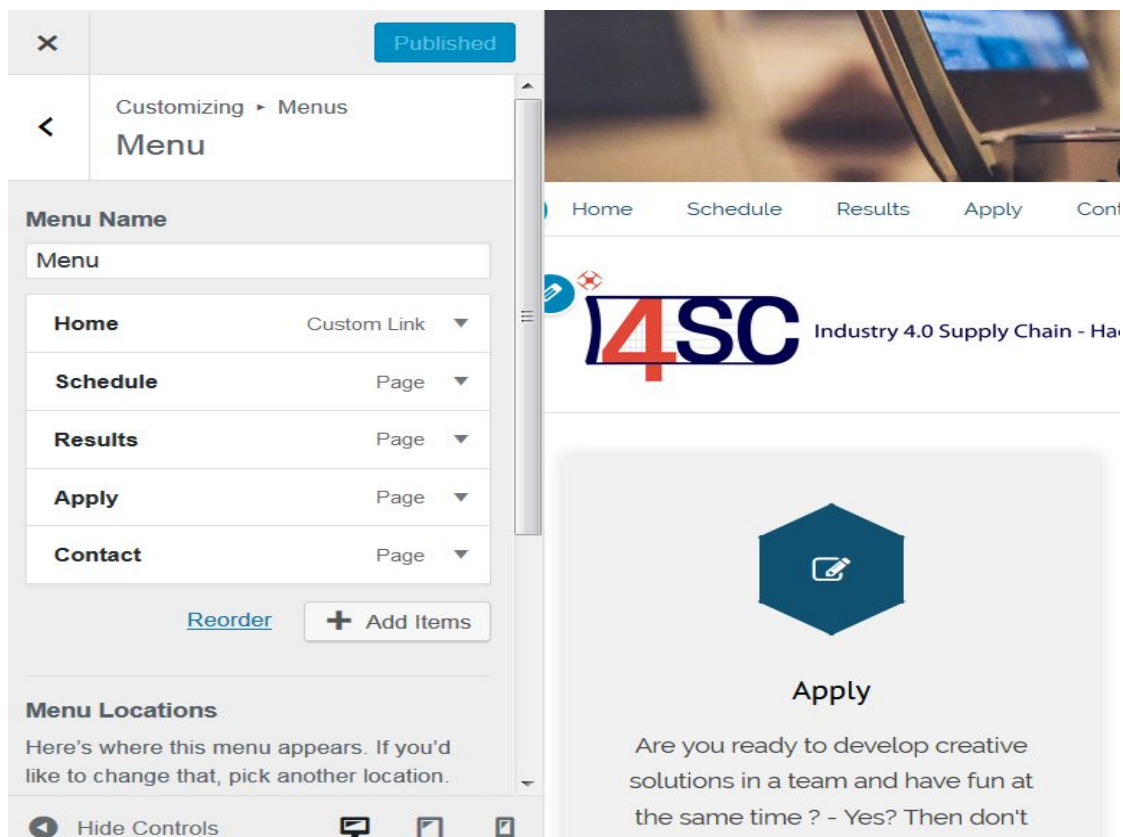 Published
Customizing ▸ Menus
Menu
Menu Name
Menu
Home Custom Link
Schedule Page
Results Page
Apply Page
Contact Page
Reorder + Add Items
Menu Locations
Here's where this menu appears. If you'd
like to change that, pick another location.
Hide Controls
Home Schedule Results Apply
I4SC Industry 4.0 Supply Chain -
Apply
Are you ready to develop creative
solutions in a team and have fun at
the same time ? - Yes? Then don't